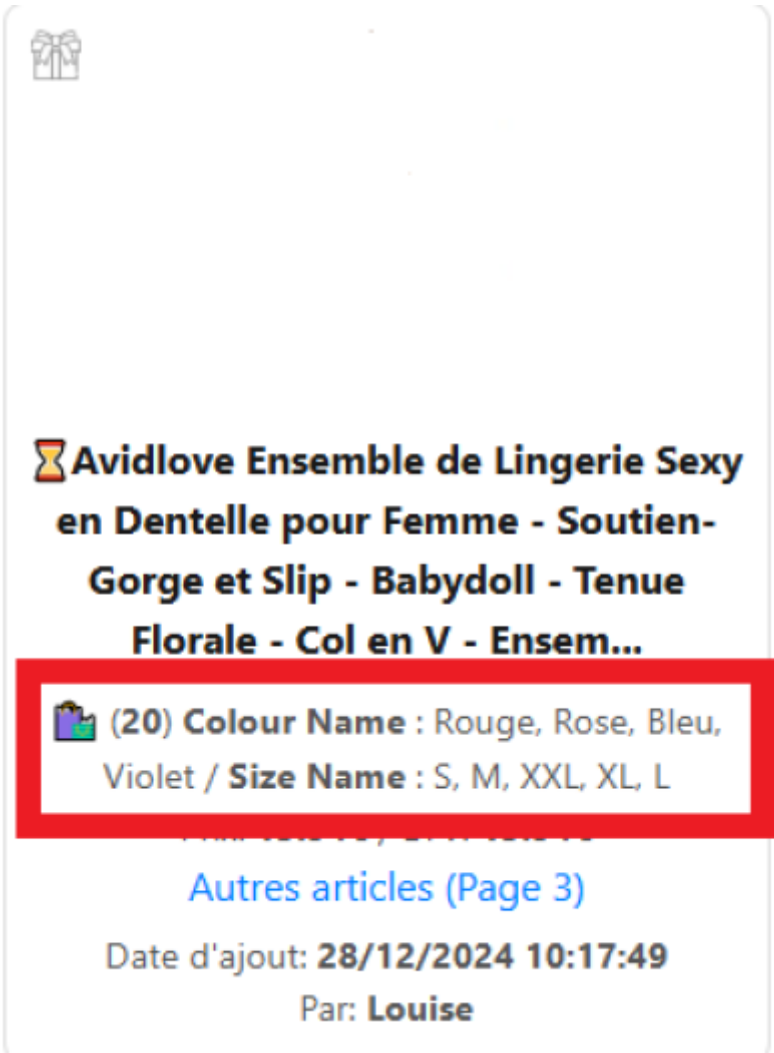 Avidlove Ensemble de Lingerie Sexy
en Dentelle pour Femme - Soutien-
Gorge et Slip - Babydoll - Tenue
Florale - Col en V - Ensem...
(20) Colour Name : Rouge, Rose, Bleu,
Violet / Size Name : S, M, XXL, XL, L
Autres articles (Page 3)
Date d'ajout: 28/12/2024 10:17:49
Par: Louise